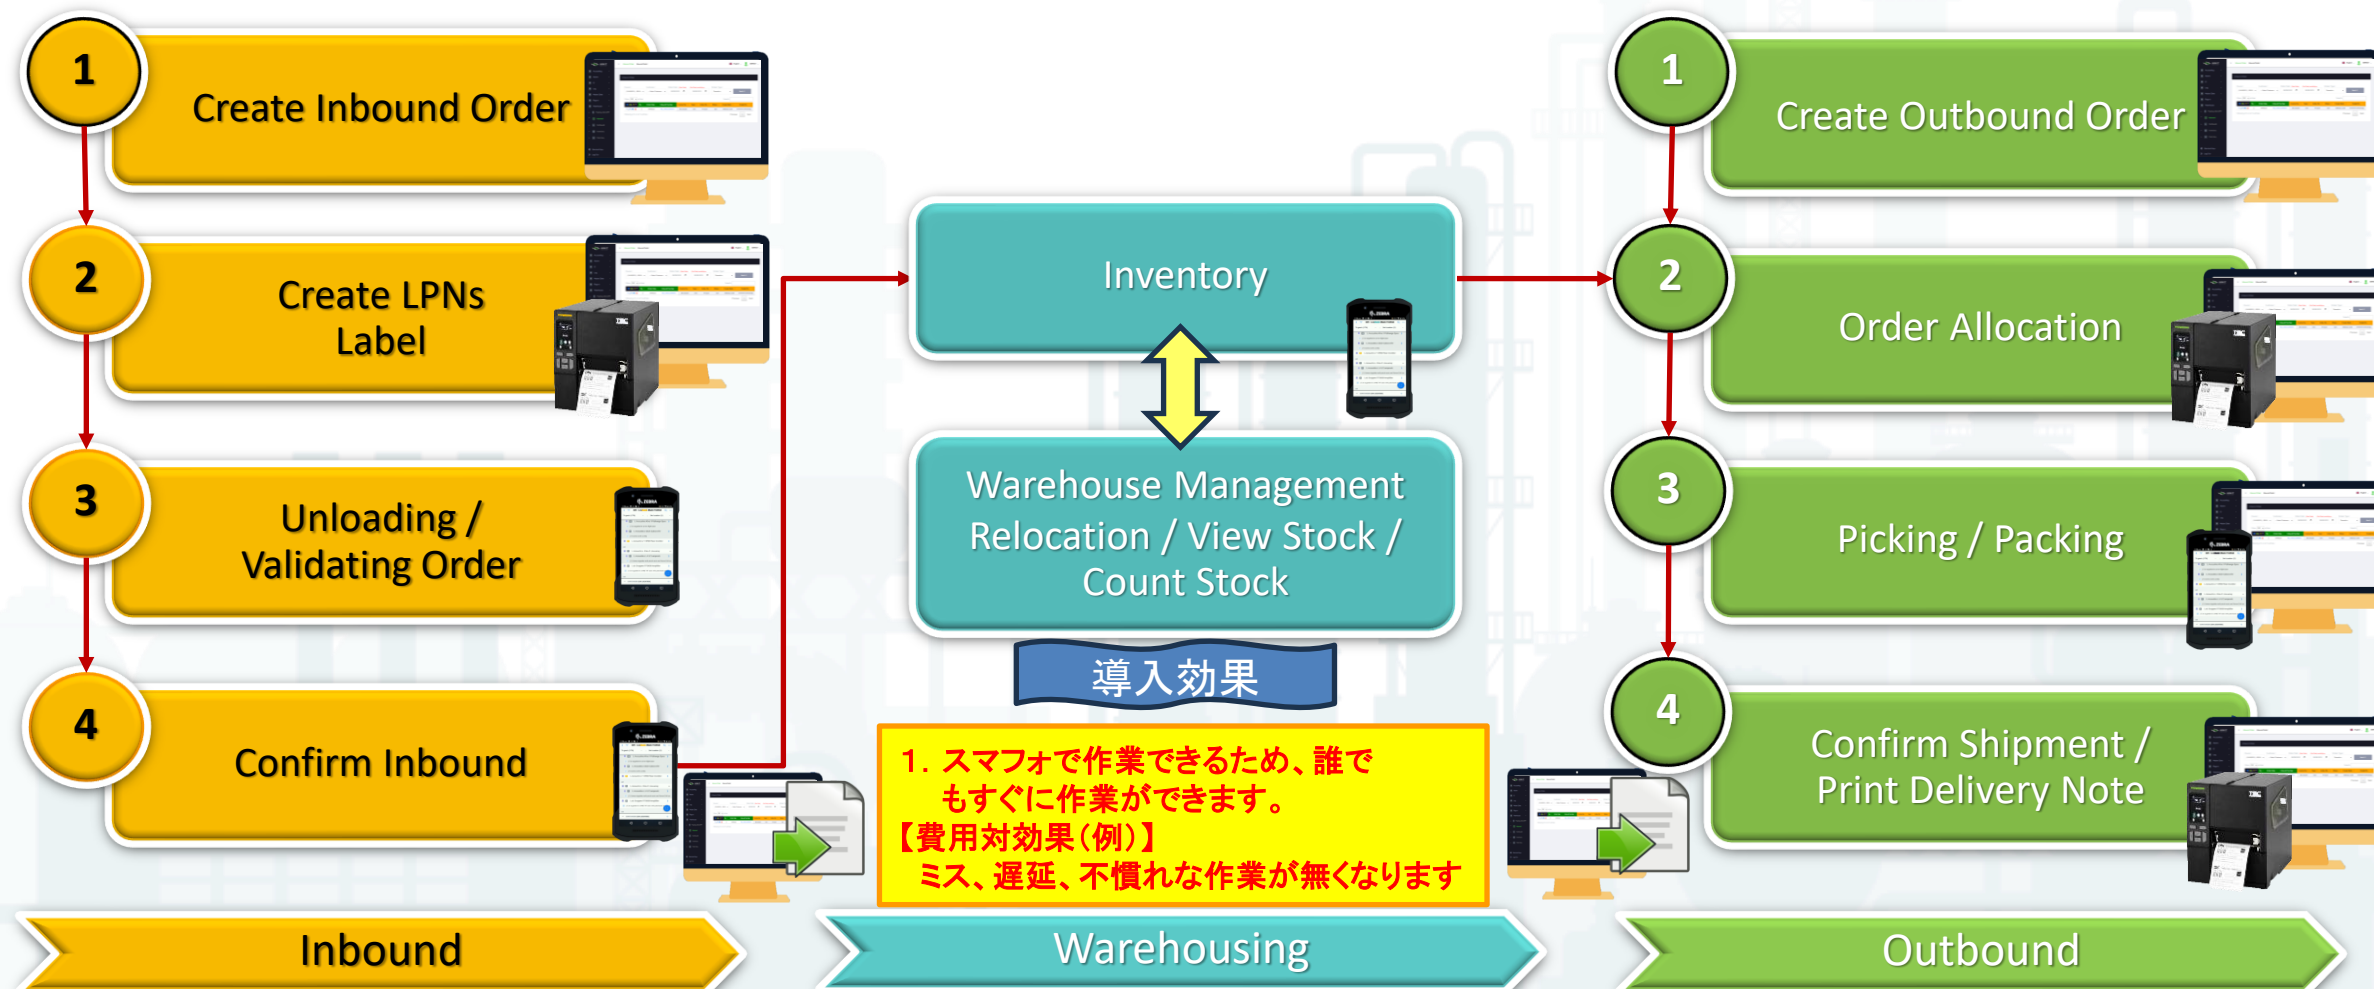 1
Create Inbound Order
2
Create LPNs
Label
3
Unloading /
Validating Order
4
Confirm Inbound
Inventory
Warehouse Management
Relocation / View Stock /
Count Stock
導入効果
１．スマフォで作業できるため、誰で
もすぐに作業ができます。
【費用対効果（例）】
ミス、遅延、不慣れな作業が無くなります
1
Create Outbound Order
2
Order Allocation
3
Picking / Packing
4
Confirm Shipment /
Print Delivery Note
Inbound
Warehousing
Outbound